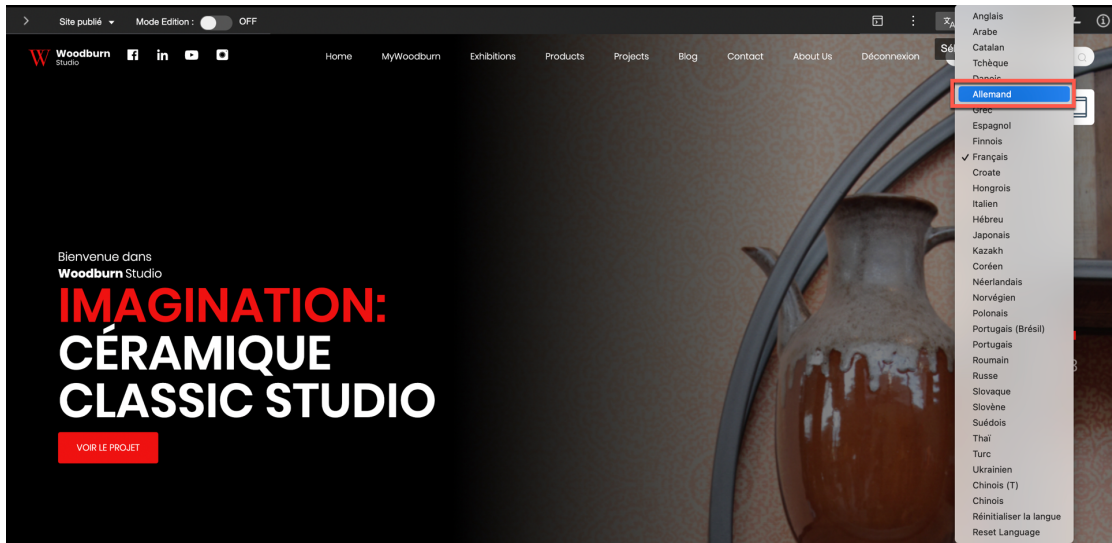 Site publié
Mode Edition :
OFF
Woodburn
Studio
Home
MyWoodburn
Exhibitions
Products
Projects
Blog
Contact
About Us
Déconnexion
Bienvenue dans
Woodburn Studio
IMAGINATION:
CÉRAMIQUE
CLASSIC STUDIO
VOIR LE PROJET
Anglais
Arabe
Catalan
Tchèque
Danois
Allemand
Grec
Espagnol
Finnois
Français
Croate
Hongrois
Italien
Hébreu
Japonais
Kazakh
Coréen
Néerlandais
Norvégien
Polonais
Portugais (Brésil)
Portugais
Roumain
Russe
Slovaque
Slovène
Suédois
Thaï
Turc
Ukrainien
Chinois (T)
Chinois
Réinitialiser la langue
Reset Language